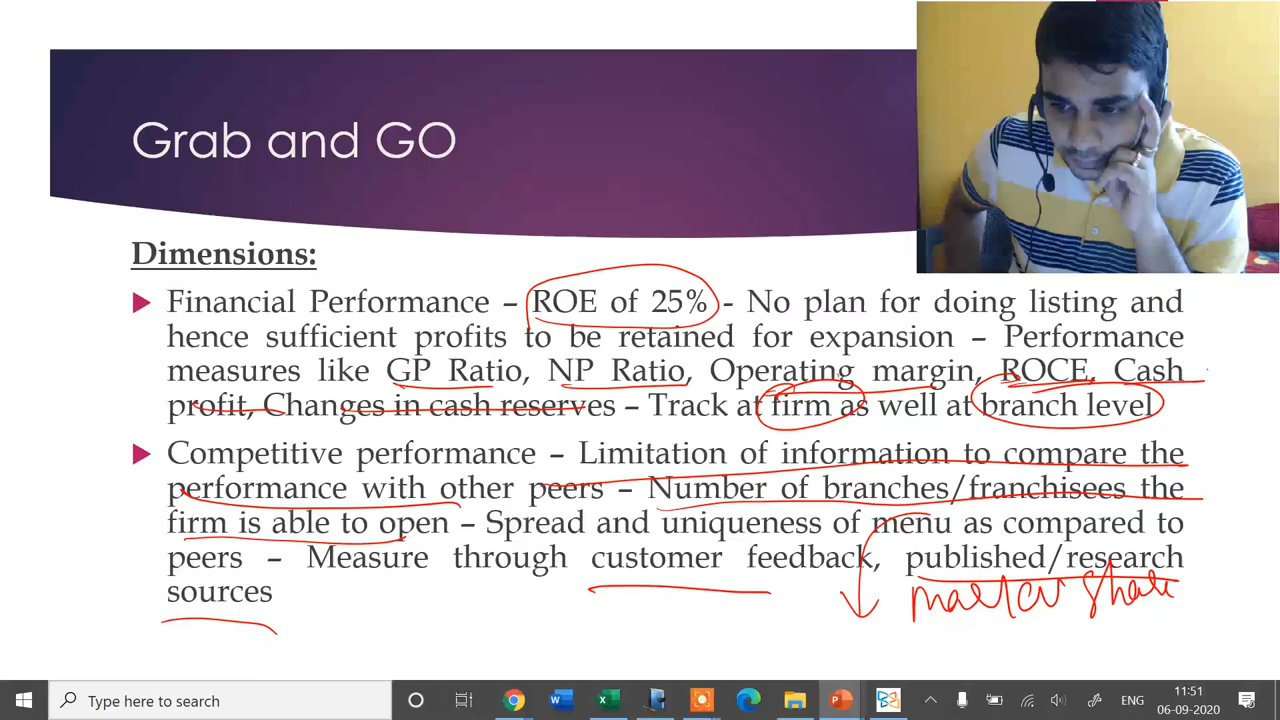 Grab and GO
Dimensions:
Financial Performance – ROE of 25% - No plan for doing listing and
hence sufficient profits to be retained for expansion – Performance
measures like GP Ratio, NP Ratio, Operating margin, ROCE, Cash
profit, Changes in cash reserves – Track at firm as well at branch level
Competitive performance – Limitation of information to compare the
performance with other peers – Number of branches/franchisees the
firm is able to open – Spread and uniqueness of menu as compared to
peers – Measure through customer feedback, published/research
sources
market share
Type here to search
ENG
11:51
06-09-2020